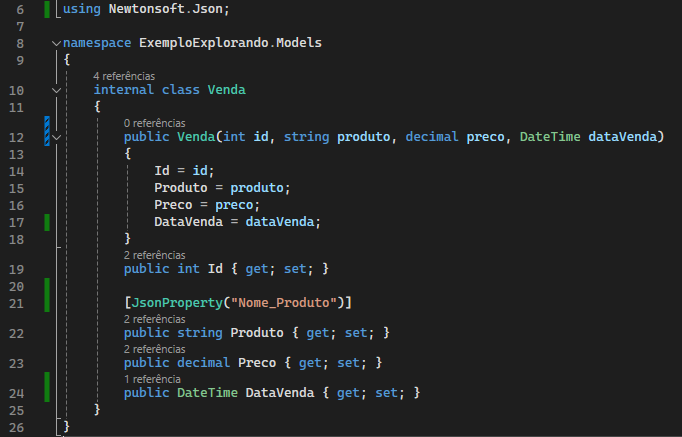 6 using Newtonsoft.Json;
7
8 namespace ExemploExplorando.Models
9 {
4 referências
10 internal class Venda
11 {
0 referências
12 public Venda(int id, string produto, decimal preco, DateTime dataVenda)
13 {
14 Id = id;
15 Produto = produto;
16 Preco = preco;
17 DataVenda = dataVenda;
18 }
2 referências
19 public int Id { get; set; }
20
21 [JsonProperty("Nome_Produto")]
2 referências
22 public string Produto { get; set; }
2 referências
23 public decimal Preco { get; set; }
1 referência
24 public DateTime DataVenda { get; set; }
25 }
26 }